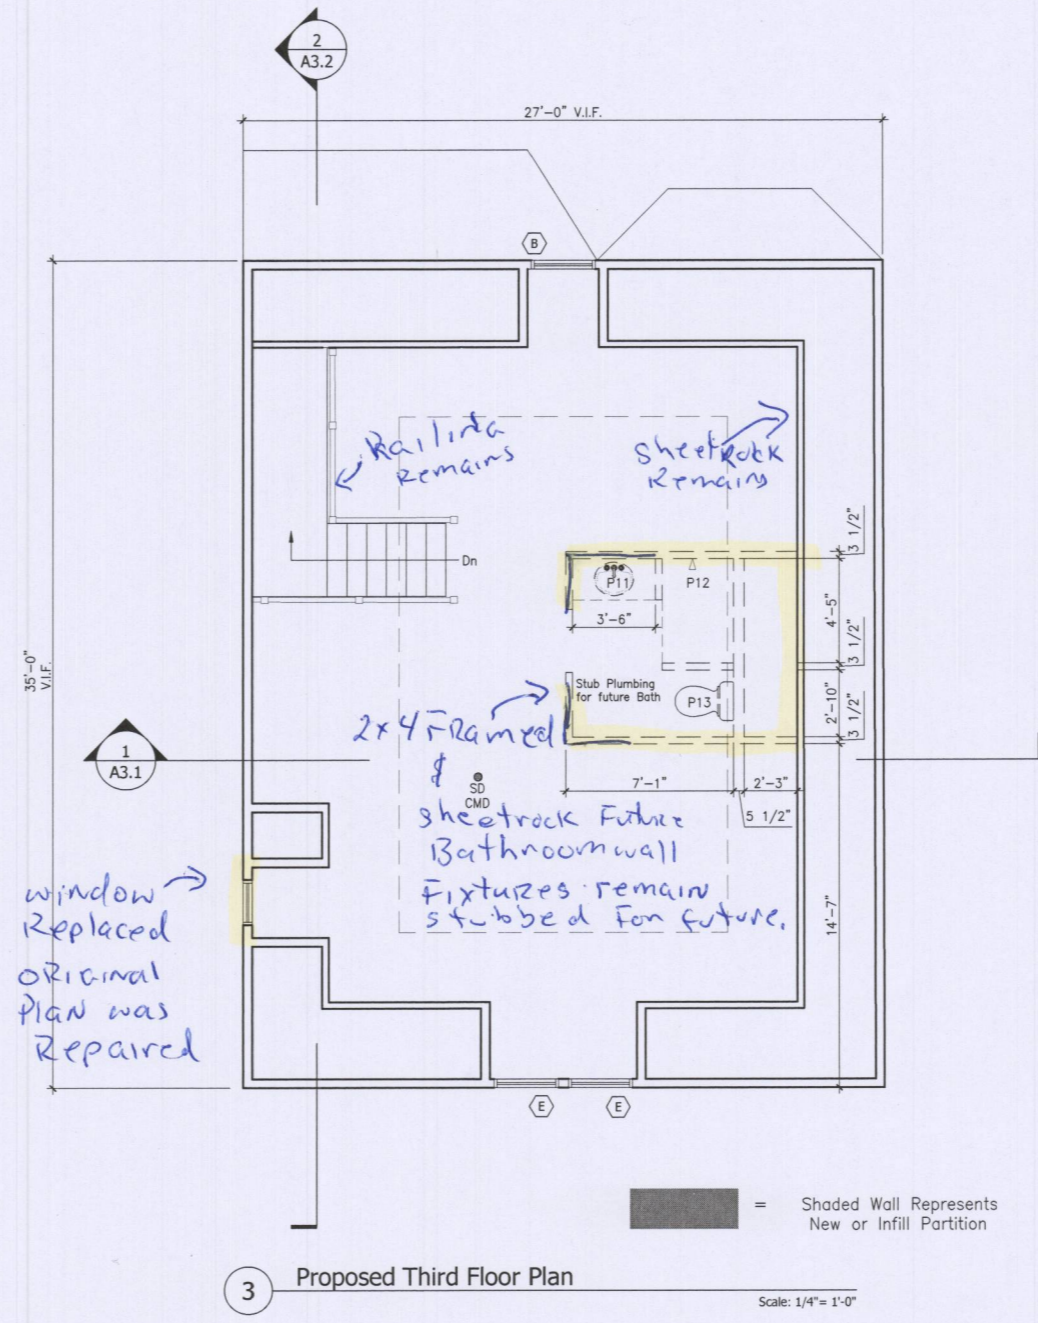 2
A3.2
27'-0" V.I.F.
B
Railing
Remains
Sheetrock
Remains
3 1/2"
Dn
P11
P12
3'-6"
4'-5"
3 1/2"
35'-0"
V.I.F.
Stub Plumbing
for future Bath
P13
2'-10"
3 1/2"
2x4 Framed
&
sheetrock Future
Bathroom wall
Fixtures remain
stubbed For future.
1
A3.1
SD
CMD
7'-1"
2'-3"
5 1/2"
14'-7"
window
Replaced
ORIGINAL
PLAN was
Repaired
E
E
= Shaded Wall Represents
New or Infill Partition
3
Proposed Third Floor Plan
Scale: 1/4"= 1'-0"